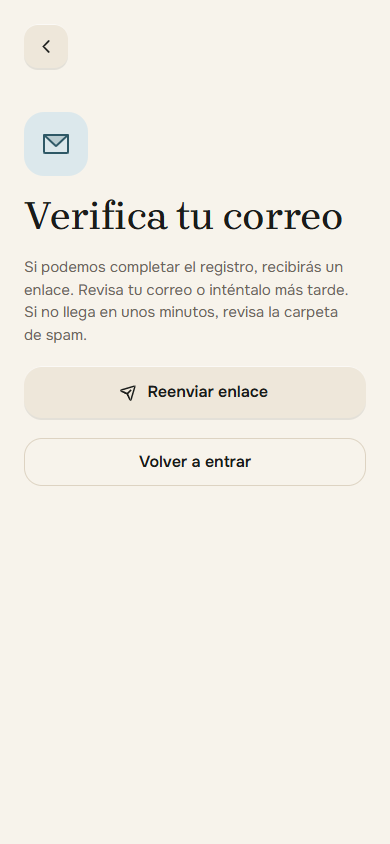 Verifica tu correo
Si podemos completar el registro, recibirás un
enlace. Revisa tu correo o inténtalo más tarde.
Si no llega en unos minutos, revisa la carpeta
de spam.
Reenviar enlace
Volver a entrar